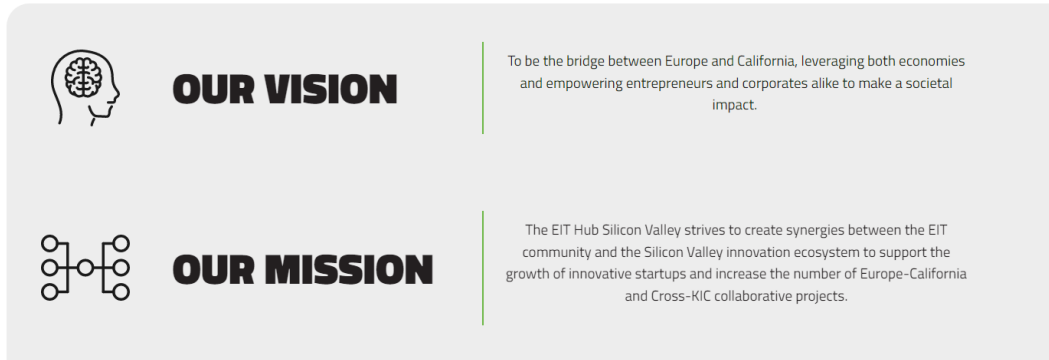 OUR VISION
To be the bridge between Europe and California, leveraging both economies
and empowering entrepreneurs and corporates alike to make a societal
impact.
OUR MISSION
The EIT Hub Silicon Valley strives to create synergies between the EIT
community and the Silicon Valley innovation ecosystem to support the
growth of innovative startups and increase the number of Europe-California
and Cross-KIC collaborative projects.